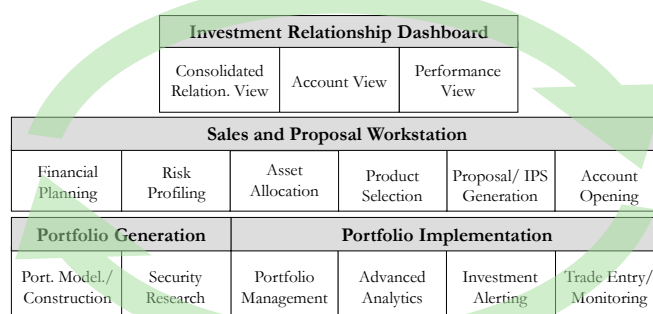 Investment Relationship Dashboard
Consolidated Relation. View
Account View
Performance View
Sales and Proposal Workstation
Financial Planning
Risk Profiling
Asset Allocation
Product Selection
Proposal/ IPS Generation
Account Opening
Portfolio Generation
Portfolio Implementation
Port. Model./ Construction
Security Research
Portfolio Management
Advanced Analytics
Investment Alerting
Trade Entry/ Monitoring